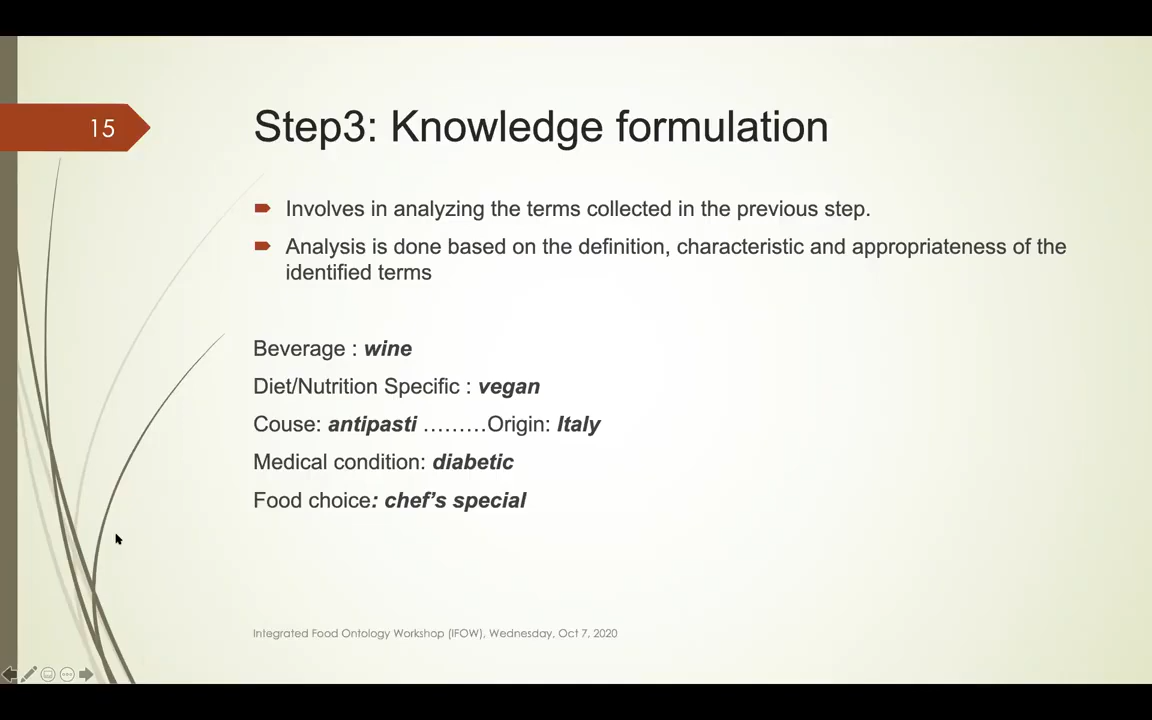 15
Step3: Knowledge formulation
Involves in analyzing the terms collected in the previous step.
Analysis is done based on the definition, characteristic and appropriateness of the
identified terms
Beverage : wine
Diet/Nutrition Specific : vegan
Couse: antipasti .........Origin: Italy
Medical condition: diabetic
Food choice: chef’s special
Integrated Food Ontology Workshop (IFOW), Wednesday, Oct 7, 2020